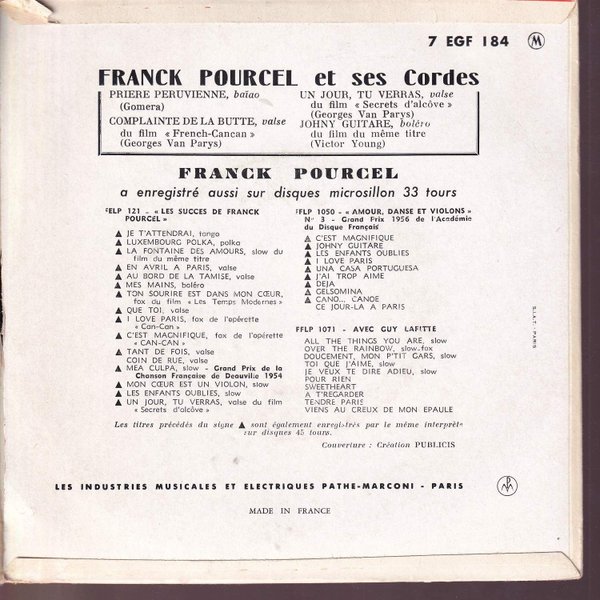 7 EGF 184 M
FRANCK POURCEL et ses Cordes
PRIERE PERUVIENNE, baïao
(Gomera)
COMPLAINTE DE LA BUTTE, valse
du film « French-Cancan »
(Georges Van Parys)
UN JOUR, TU VERRAS, valse
du film « Secrets d'alcôve »
(Georges Van Parys)
JOHNY GUITARE, boléro
du film du même titre
(Victor Young)
FRANCK POURCEL
a enregistré aussi sur disques microsillon 33 tours
FELP 121 - « LES SUCCES DE FRANCK
POURCEL »
▲ JE T'ATTENDRAI, tango
▲ LUXEMBOURG POLKA, polka
▲ LA FONTAINE DES AMOURS, slow du
film du même titre
▲ EN AVRIL A PARIS, valse
▲ AU BORD DE LA TAMISE, valse
▲ MES MAINS, boléro
▲ TON SOURIRE EST DANS MON CŒUR,
fox du film « Les Temps Modernes »
▲ QUE TOI, valse
▲ I LOVE PARIS, fox de l'opérette
« Can-Can »
▲ C'EST MAGNIFIQUE, fox de l'opérette
« CAN-CAN »
▲ TANT DE FOIS, valse
COIN DE RUE, valse
▲ MEA CULPA, slow - Grand Prix de la
Chanson Française de Deauville 1954
▲ MON CŒUR EST UN VIOLON, slow
▲ LES ENFANTS OUBLIES, slow
▲ UN JOUR, TU VERRAS, valse du film
« Secrets d'alcôve »
FFLP 1050 - « AMOUR, DANSE ET VIOLONS »
N° 3 - Grand Prix 1956 de l'Académie
du Disque Français
▲ C'EST MAGNIFIQUE
▲ JOHNY GUITARE
▲ LES ENFANTS OUBLIES
▲ I LOVE PARIS
▲ UNA CASA PORTUGUESA
▲ J'AI TROP AIME
▲ DEJA
▲ GELSOMINA
▲ CANO... CANOE
CE JOUR-LA A PARIS
FFLP 1071 - AVEC GUY LAFITTE
ALL THE THINGS YOU ARE, slow
OVER THE RAINBOW, slow-fox
DOUCEMENT, MON P'TIT GARS, slow
TOI QUE J'AIME, slow
JE VEUX TE DIRE ADIEU, slow
POUR RIEN
SWEETHEART
A T'REGARDER
TENDRE PARIS
VIENS AU CREUX DE MON EPAULE
Les titres précédés du signe ▲ sont également enregistrés par le même interprète
sur disques 45 tours.
Couverture : Création PUBLICIS
LES INDUSTRIES MUSICALES ET ELECTRIQUES PATHE-MARCONI - PARIS
MADE IN FRANCE